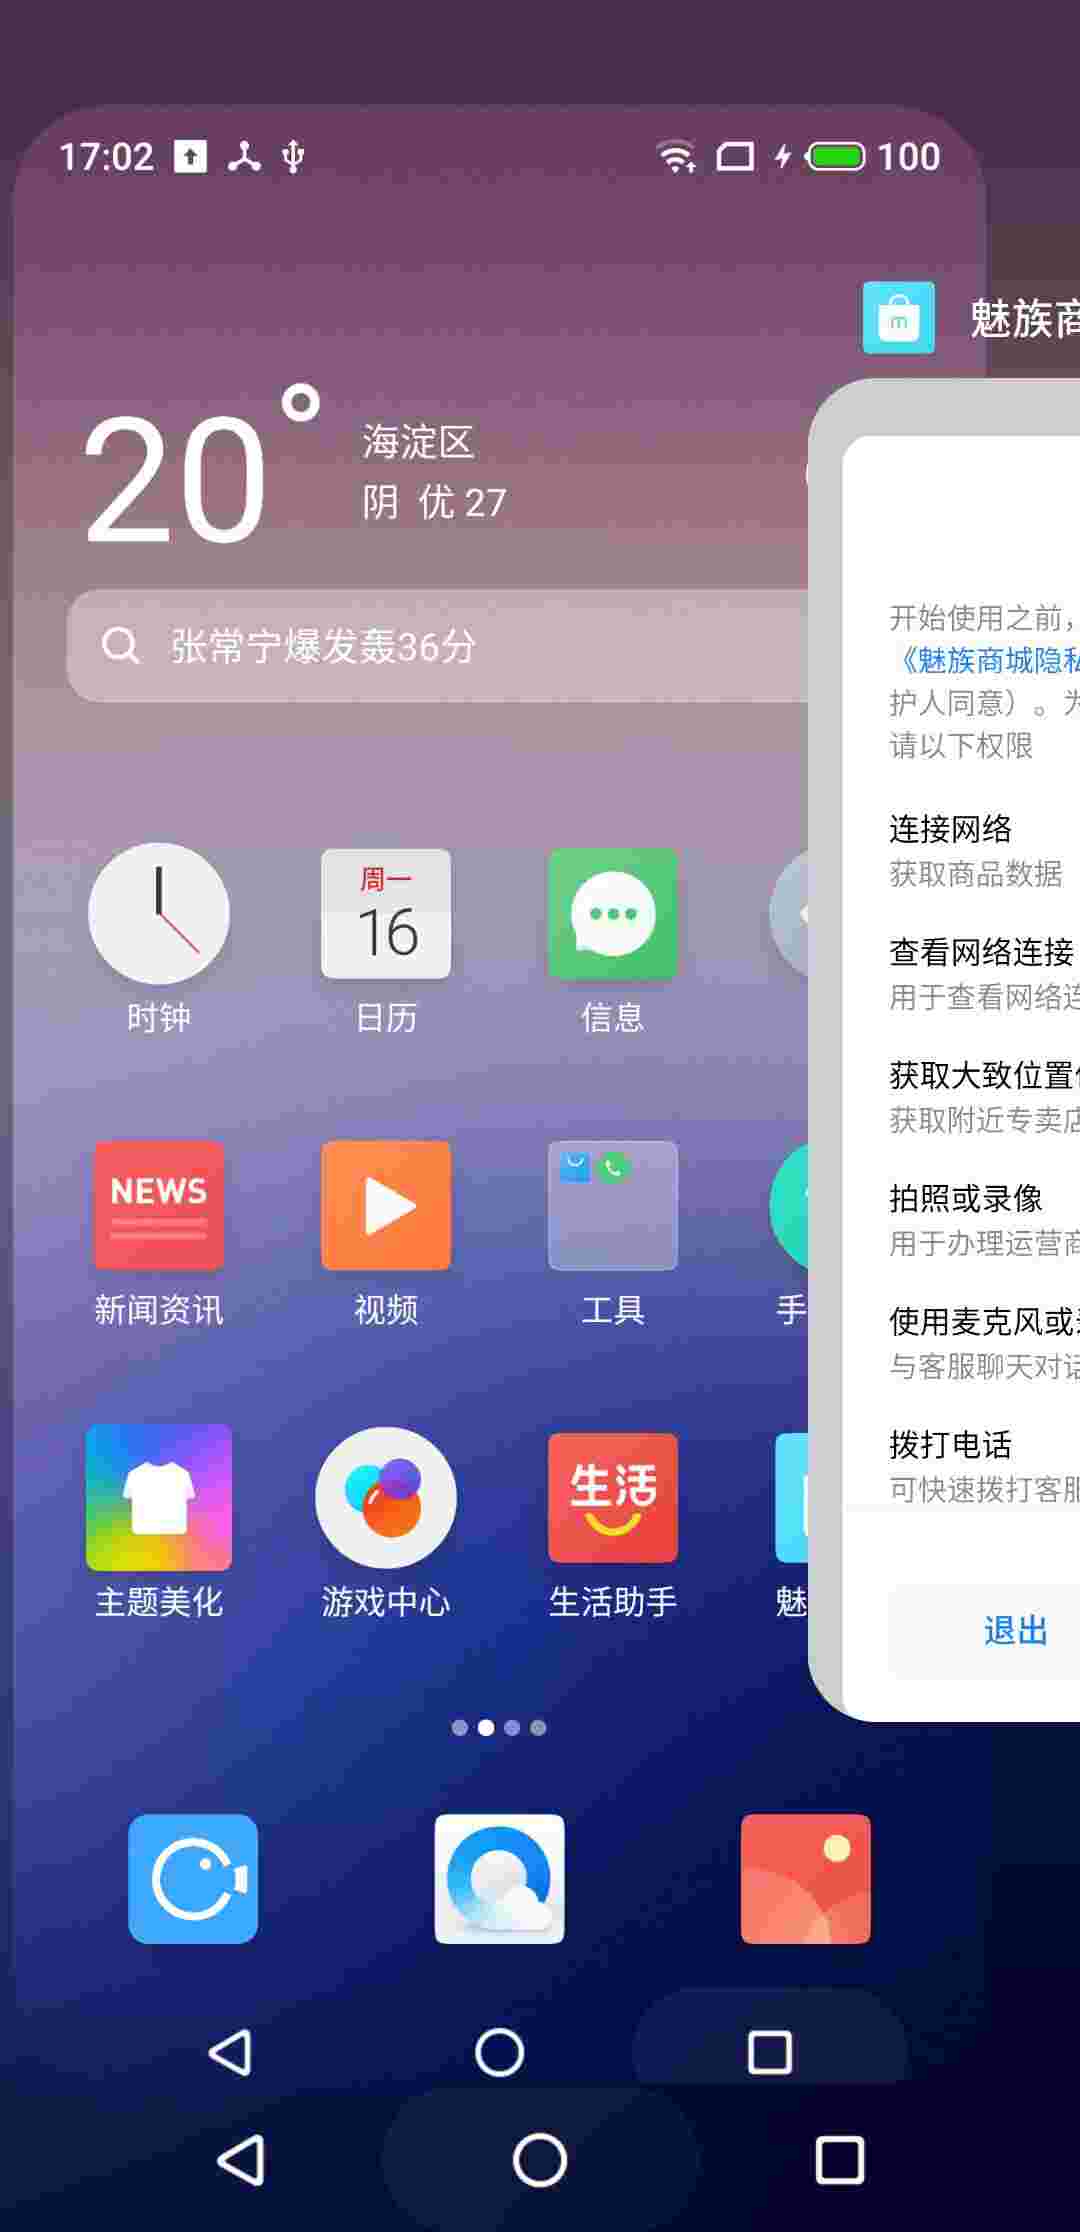 17:02
100
魅族商
20°
海淀区
阴 优 27
张常宁爆发轰36分
开始使用之前，
《魅族商城隐私
护人同意）。为
请以下权限
连接网络
获取商品数据
查看网络连接
用于查看网络连
获取大致位置信
获取附近专卖店
拍照或录像
用于办理运营商
使用麦克风或录
与客服聊天对话
拨打电话
可快速拨打客服
退出
周一
16
时钟
日历
信息
NEWS
新闻资讯
视频
工具
手
生活
主题美化
游戏中心
生活助手
魅